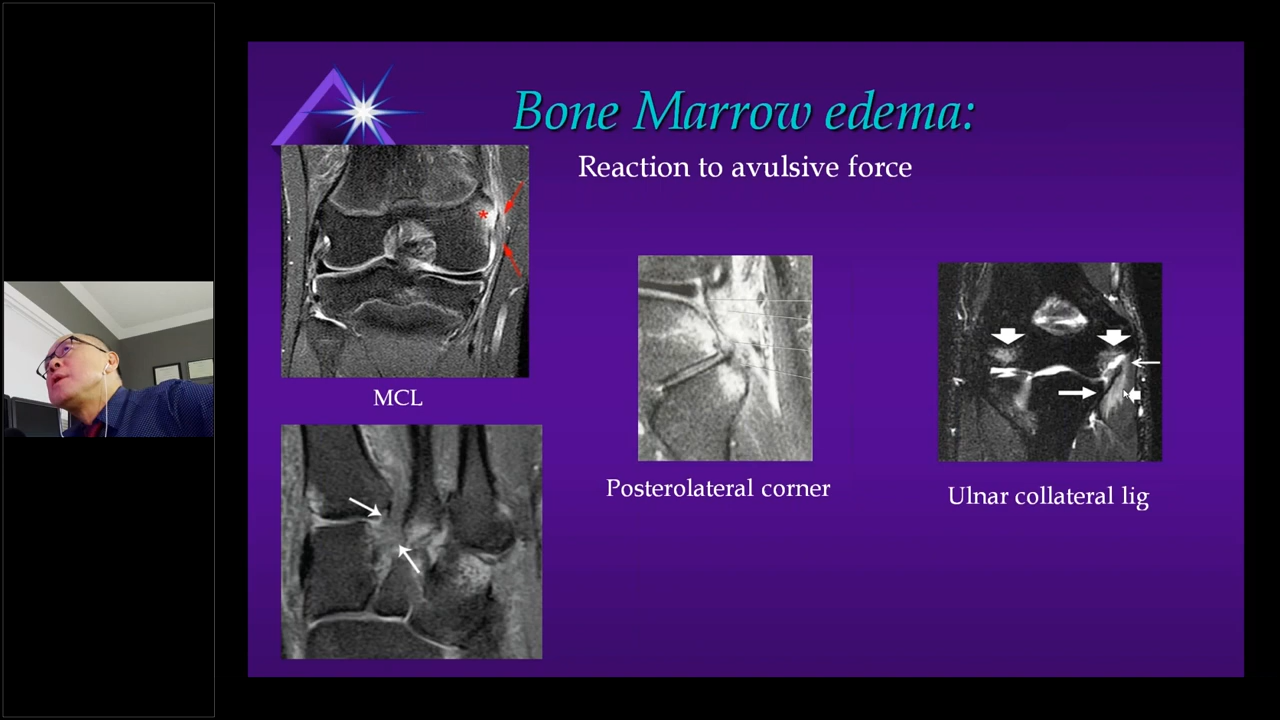 Bone Marrow edema:
Reaction to avulsive force
*
MCL
Posterolateral corner
Ulnar collateral lig